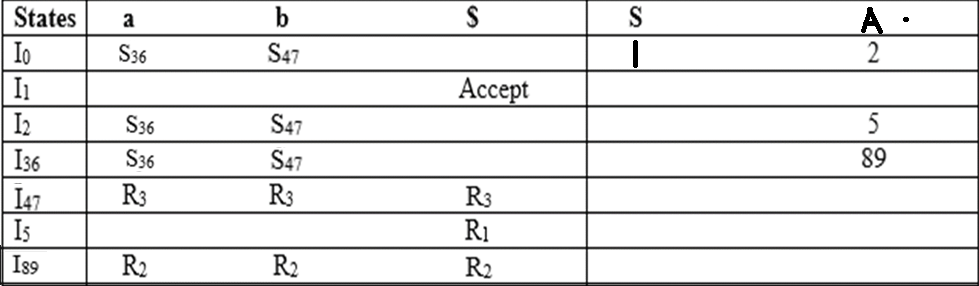 States a b $ S A .
I0 S36 S47 1 2
I1 Accept
I2 S36 S47 5
I36 S36 S47 89
I47 R3 R3 R3
I5 R1
I89 R2 R2 R2